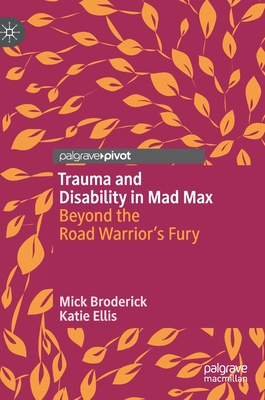 palgrave▸pivot
Trauma and
Disability in Mad Max
Beyond the
Road Warrior's Fury
Mick Broderick
Katie Ellis
palgrave
macmillan